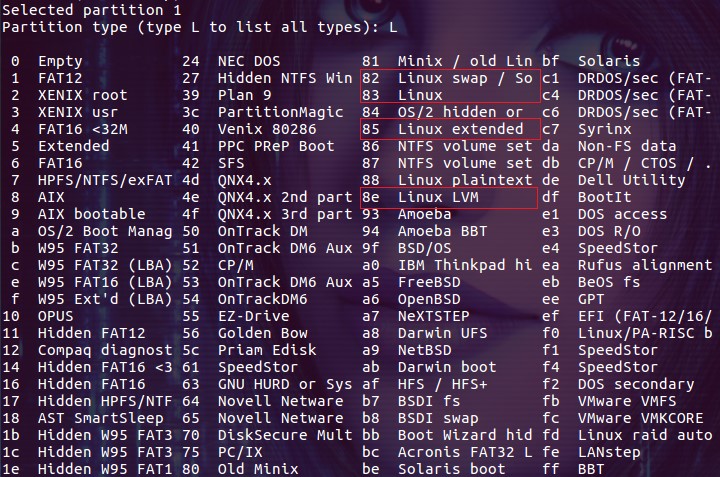 Selected partition 1
Partition type (type L to list all types): L
0 Empty 24 NEC DOS 81 Minix / old Lin bf Solaris
1 FAT12 27 Hidden NTFS Win 82 Linux swap / So c1 DRDOS/sec (FAT-
2 XENIX root 39 Plan 9 83 Linux c4 DRDOS/sec (FAT-
3 XENIX usr 3c PartitionMagic 84 OS/2 hidden or c6 DRDOS/sec (FAT-
4 FAT16 <32M 40 Venix 80286 85 Linux extended c7 Syrinx
5 Extended 41 PPC PReP Boot 86 NTFS volume set da Non-FS data
6 FAT16 42 SFS 87 NTFS volume set db CP/M / CTOS / .
7 HPFS/NTFS/exFAT 4d QNX4.x 88 Linux plaintext de Dell Utility
8 AIX 4e QNX4.x 2nd part 8e Linux LVM df BootIt
9 AIX bootable 4f QNX4.x 3rd part 93 Amoeba e1 DOS access
a OS/2 Boot Manag 50 OnTrack DM 94 Amoeba BBT e3 DOS R/O
b W95 FAT32 51 OnTrack DM6 Aux 9f BSD/OS e4 SpeedStor
c W95 FAT32 (LBA) 52 CP/M a0 IBM Thinkpad hi ea Rufus alignment
e W95 FAT16 (LBA) 53 OnTrack DM6 Aux a5 FreeBSD eb BeOS fs
f W95 Ext'd (LBA) 54 OnTrackDM6 a6 OpenBSD ee GPT
10 OPUS 55 EZ-Drive a7 NeXTSTEP ef EFI (FAT-12/16/
11 Hidden FAT12 56 Golden Bow a8 Darwin UFS f0 Linux/PA-RISC b
12 Compaq diagnost 5c Priam Edisk a9 NetBSD f1 SpeedStor
14 Hidden FAT16 <3 61 SpeedStor ab Darwin boot f4 SpeedStor
16 Hidden FAT16 63 GNU HURD or Sys af HFS / HFS+ f2 DOS secondary
17 Hidden HPFS/NTF 64 Novell Netware b7 BSDI fs fb VMware VMFS
18 AST SmartSleep 65 Novell Netware b8 BSDI swap fc VMware VMKCORE
1b Hidden W95 FAT3 70 DiskSecure Mult bb Boot Wizard hid fd Linux raid auto
1c Hidden W95 FAT3 75 PC/IX bc Acronis FAT32 L fe LANstep
1e Hidden W95 FAT1 80 Old Minix be Solaris boot ff BBT